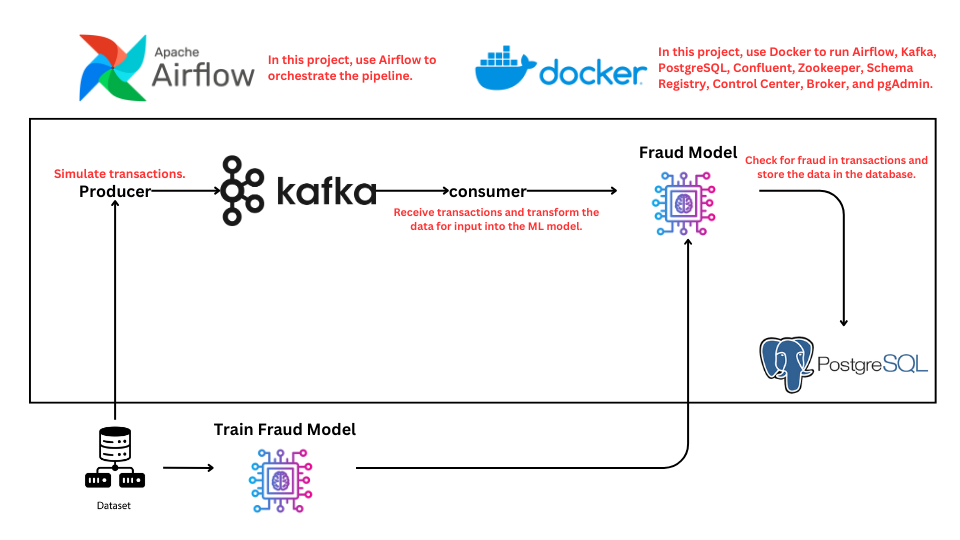 Apache
Airflow
In this project, use Airflow to
orchestrate the pipeline.
docker
In this project, use Docker to run Airflow, Kafka,
PostgreSQL, Confluent, Zookeeper, Schema
Registry, Control Center, Broker, and pgAdmin.
Simulate transactions.
Producer
kafka
consumer
Receive transactions and transform the
data for input into the ML model.
Fraud Model
Check for fraud in transactions and
store the data in the database.
PostgreSQL
Train Fraud Model
Dataset